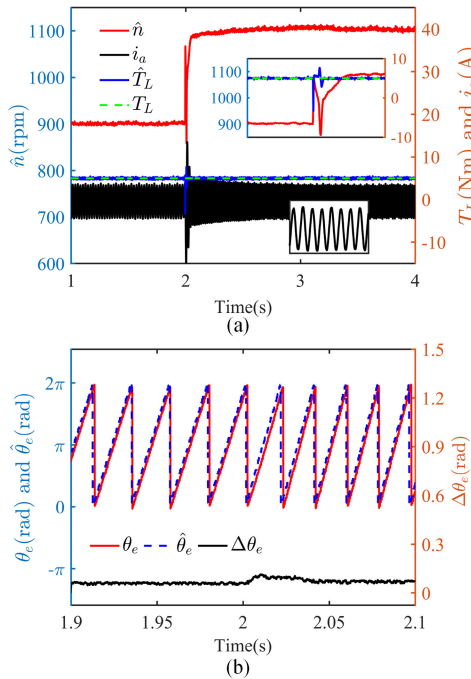 1100
1000
900
800
700
600
n̂(rpm)
n̂
i_a
T̂_L
T_L
40
30
20
10
0
-10
T_L(Nm) and i_a(A)
1100
1000
900
10
0
-10
1
2
3
4
Time(s)
(a)
2π
π
0
-π
θ_e(rad) and θ̂_e(rad)
θ_e
θ̂_e
Δθ_e
1.5
1.2
0.9
0.6
0.3
0
Δθ_e(rad)
1.9
1.95
2
2.05
2.1
Time(s)
(b)